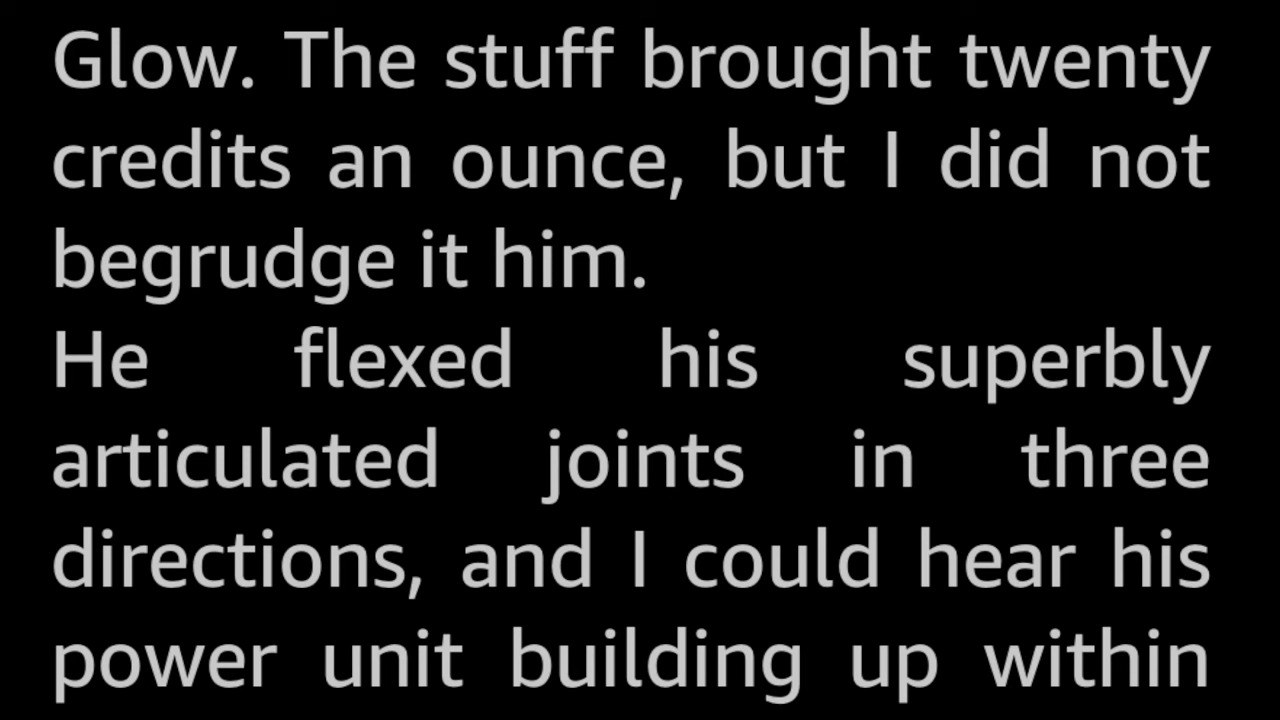 Glow. The stuff brought twenty
credits an ounce, but I did not
begrudge it him.
He flexed his superbly
articulated joints in three
directions, and I could hear his
power unit building up within